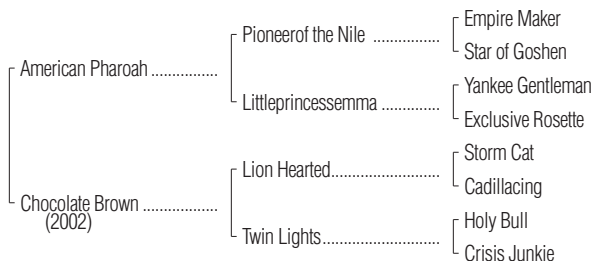 Empire Maker
Pioneerof the Nile ................
Star of Goshen
American Pharoah ................
Yankee Gentleman
Littleprincessemma ..............
Exclusive Rosette
Storm Cat
Lion Hearted..........................
Cadillacing
Chocolate Brown ..................
(2002)
Holy Bull
Twin Lights............................
Crisis Junkie